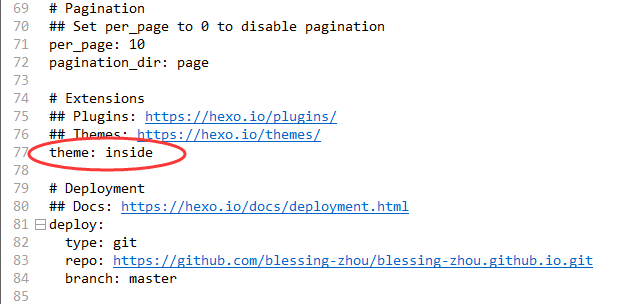 69 # Pagination
70 ## Set per_page to 0 to disable pagination
71 per_page: 10
72 pagination_dir: page
73
74 # Extensions
75 ## Plugins: https://hexo.io/plugins/
76 ## Themes: https://hexo.io/themes/
77 theme: inside
78
79 # Deployment
80 ## Docs: https://hexo.io/docs/deployment.html
81 deploy:
82   type: git
83   repo: https://github.com/blessing-zhou/blessing-zhou.github.io.git
84   branch: master
85